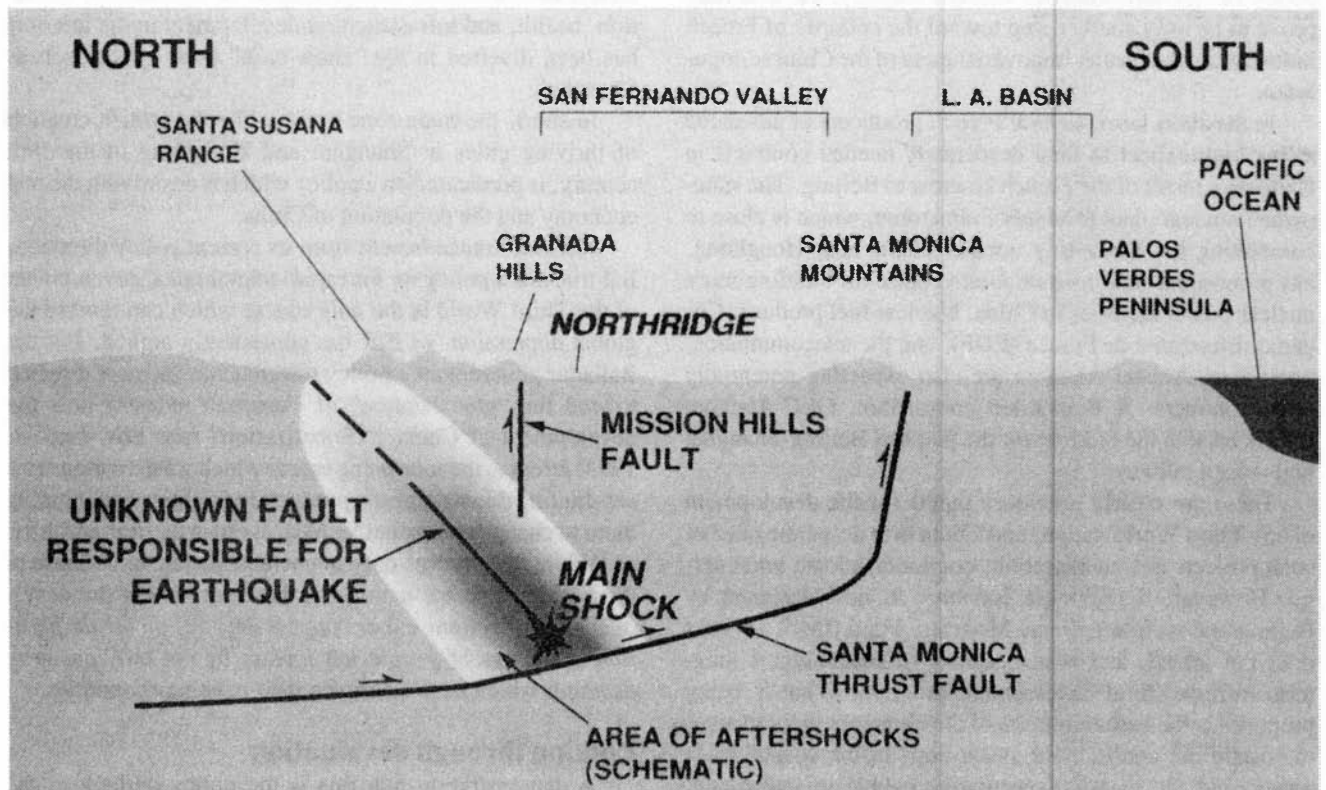 NORTH
SOUTH
SAN FERNANDO VALLEY
L. A. BASIN
SANTA SUSANA
RANGE
PACIFIC
OCEAN
GRANADA
HILLS
SANTA MONICA
MOUNTAINS
PALOS
VERDES
PENINSULA
NORTHRIDGE
MISSION HILLS
FAULT
UNKNOWN FAULT
RESPONSIBLE FOR
EARTHQUAKE
MAIN
SHOCK
SANTA MONICA
THRUST FAULT
AREA OF AFTERSHOCKS
(SCHEMATIC)